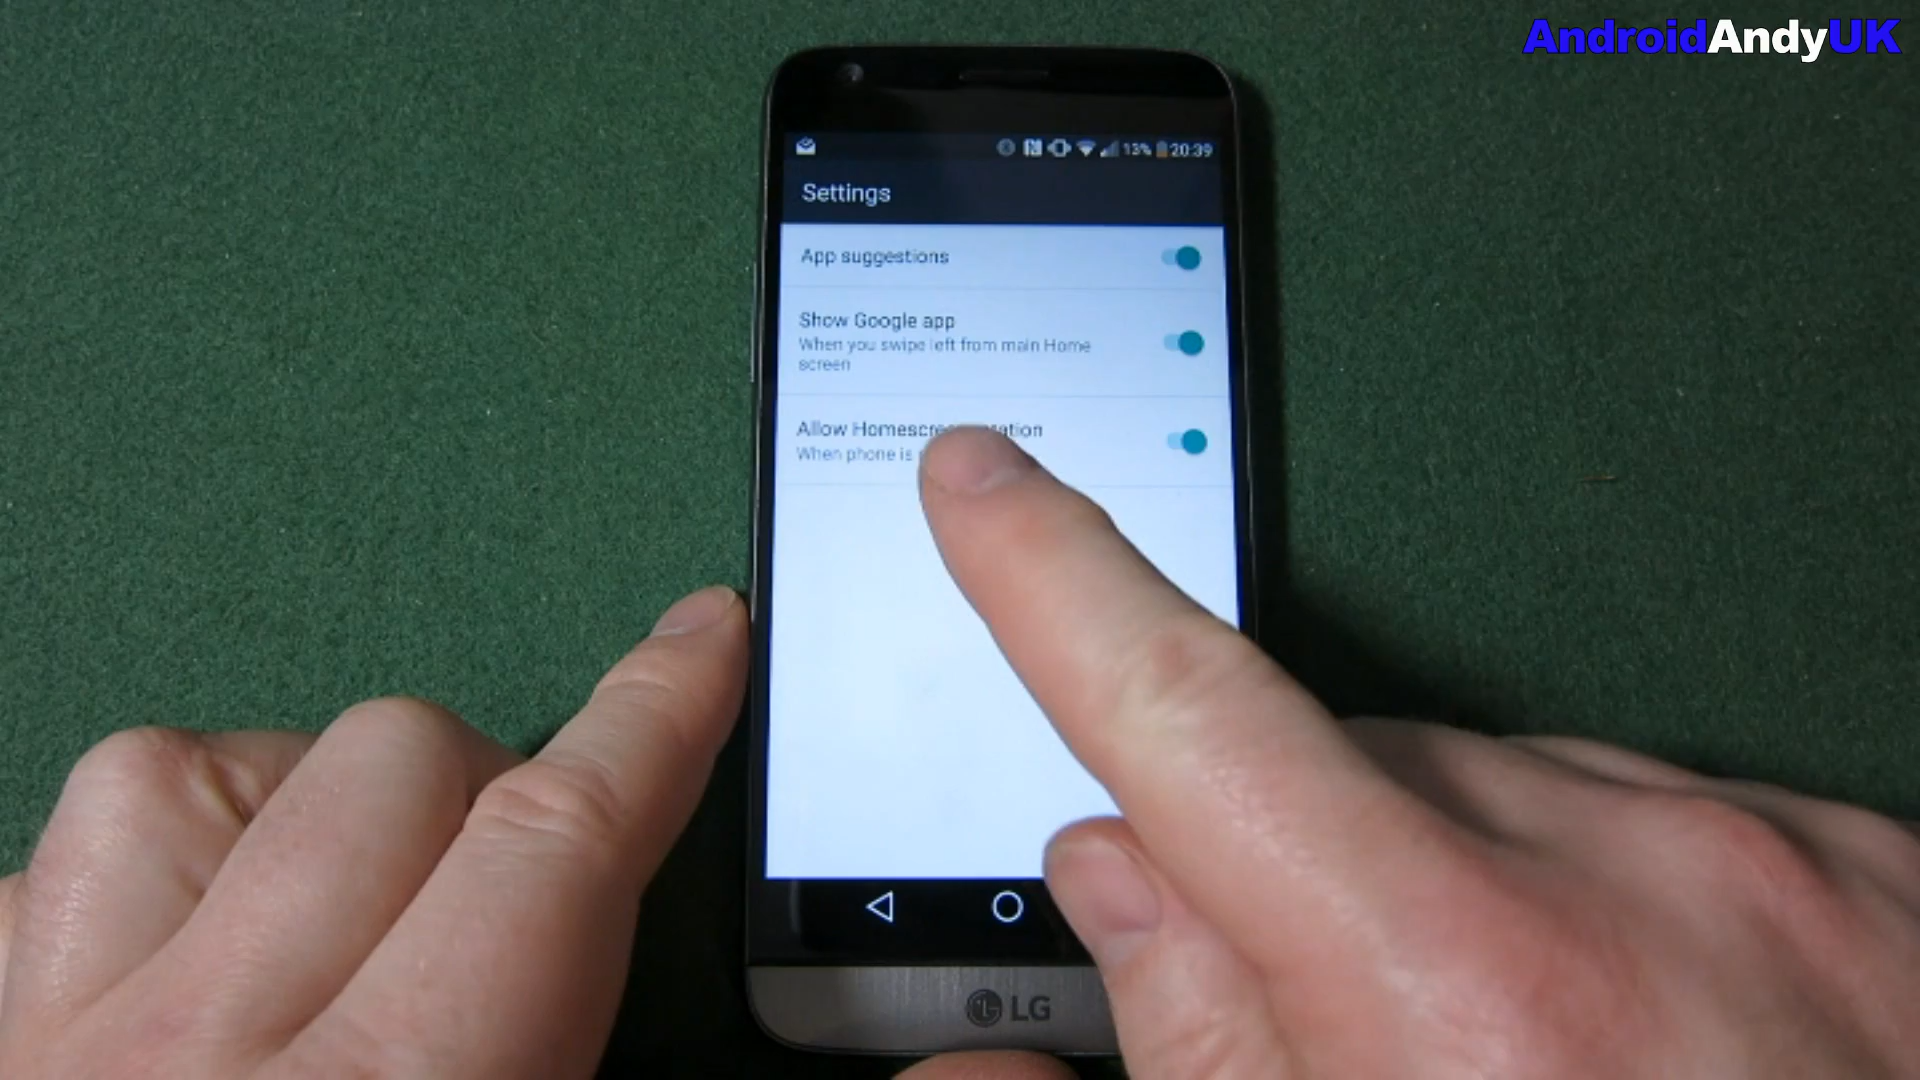 AndroidAndyUK
13% 20:39
Settings
App suggestions
Show Google app
When you swipe left from main Home
screen
Allow
When phone is
LG